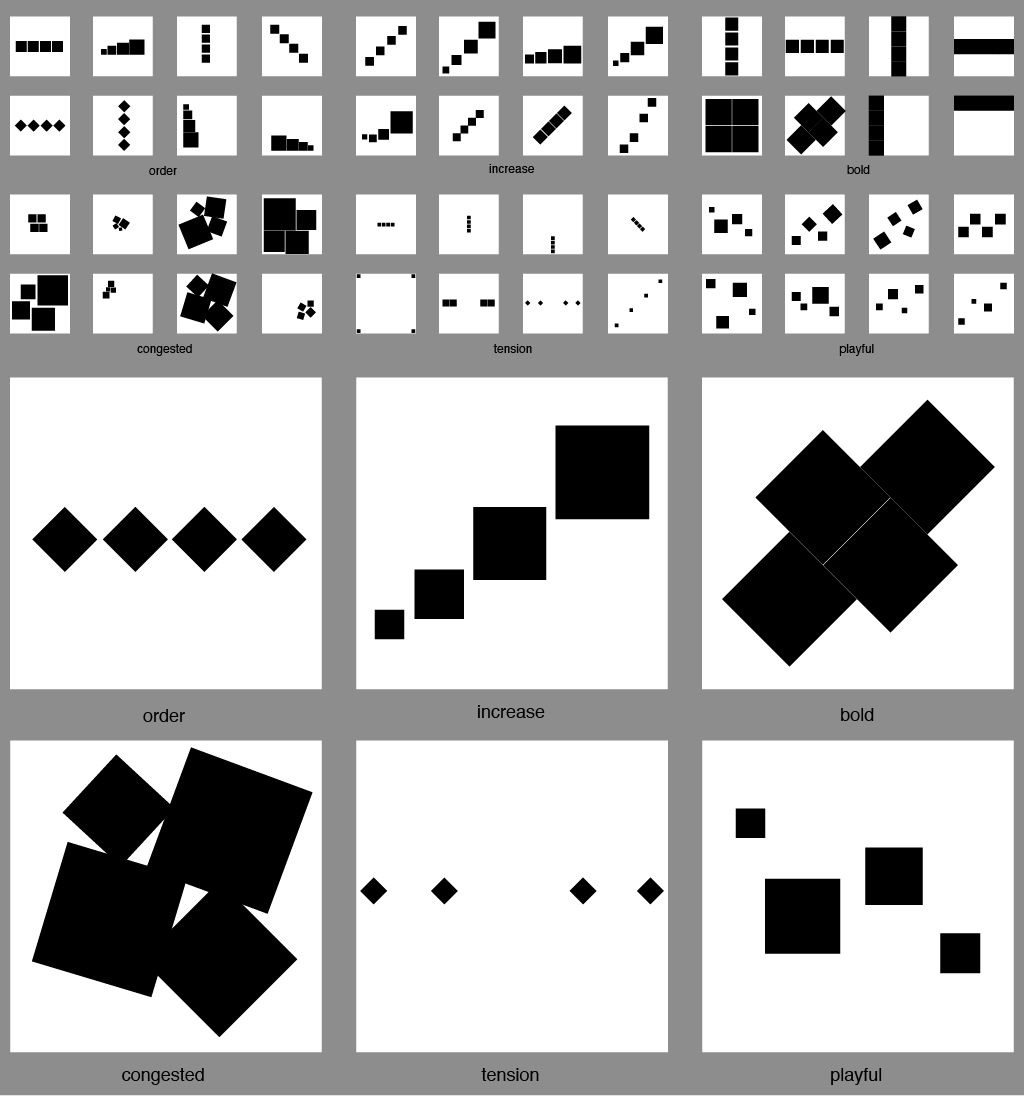 order
increase
bold
congested
tension
playful
order
increase
bold
congested
tension
playful